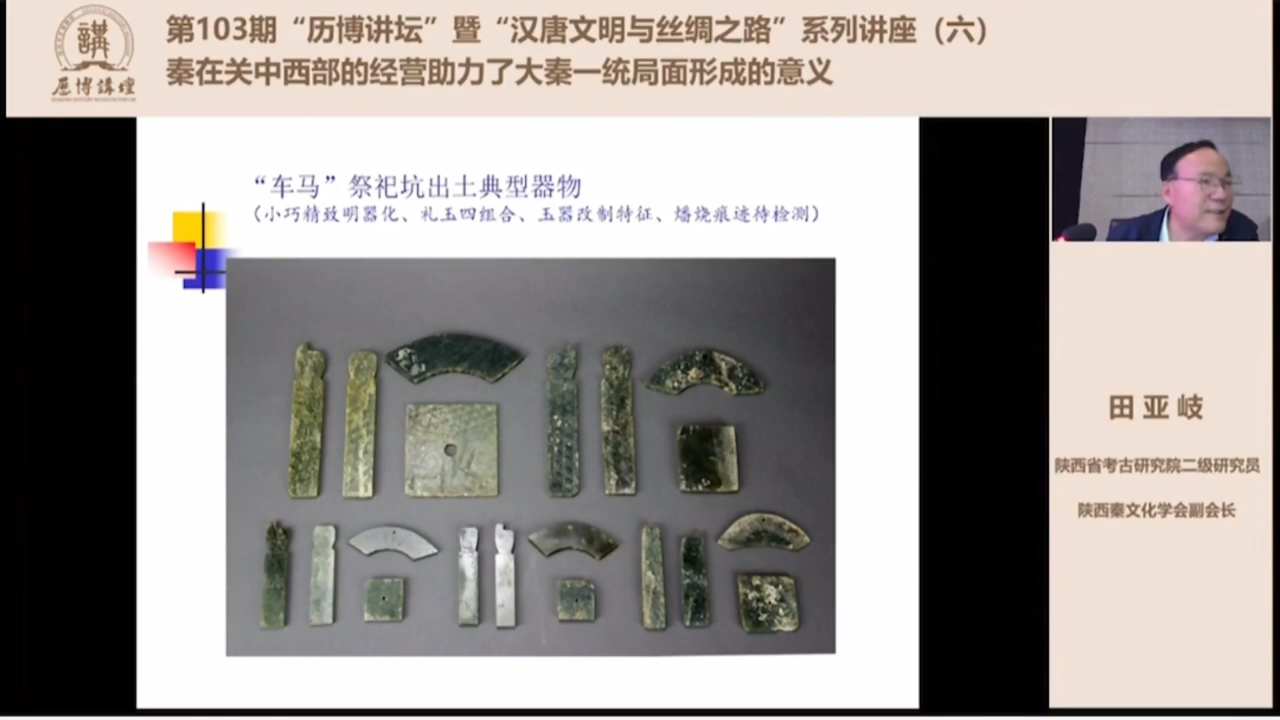 第103期“历博讲坛”暨“汉唐文明与丝绸之路”系列讲座（六）
秦在关中西部的经营助力了大秦一统局面形成的意义
講
历博講壇
“车马”祭祀坑出土典型器物
（小巧精致明器化、礼玉四组合、玉器改制特征、燔烧痕迹待检测）
田亚岐
陕西省考古研究院二级研究员
陕西秦文化学会副会长